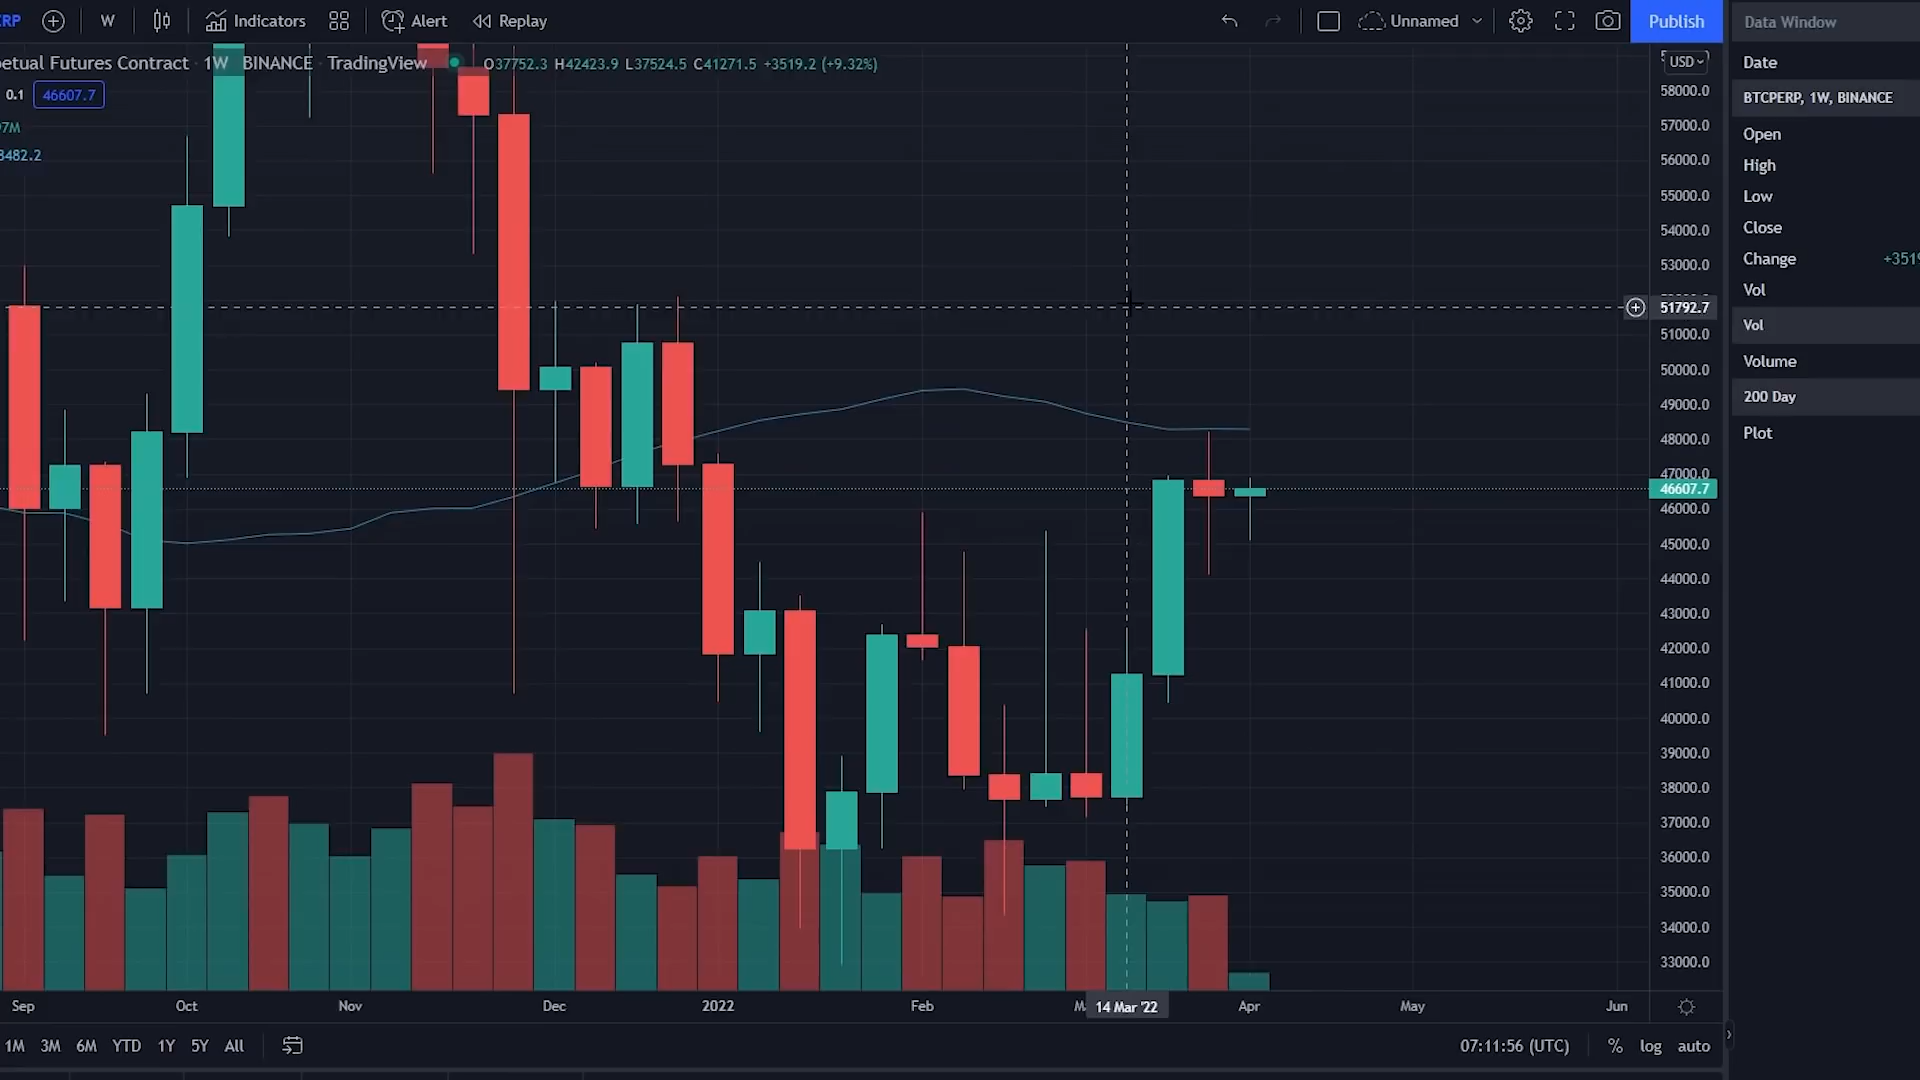 RP W Indicators Alert Replay Unnamed Publish
Data Window
etual Futures Contract · 1W · BINANCE · TradingView O37752.3 H42423.9 L37524.5 C41271.5 +3519.2 (+9.32%)
0.1 46607.7
7M
3482.2
USD
58000.0
57000.0
56000.0
55000.0
54000.0
53000.0
51792.7
51000.0
50000.0
49000.0
48000.0
47000.0
46607.7
46000.0
45000.0
44000.0
43000.0
42000.0
41000.0
40000.0
39000.0
38000.0
37000.0
36000.0
35000.0
34000.0
33000.0
Date
BTCPERP, 1W, BINANCE
Open
High
Low
Close
Change +351
Vol
Vol
Volume
200 Day
Plot
Sep Oct Nov Dec 2022 Feb M 14 Mar '22 Apr May Jun
1M 3M 6M YTD 1Y 5Y All 07:11:56 (UTC) % log auto